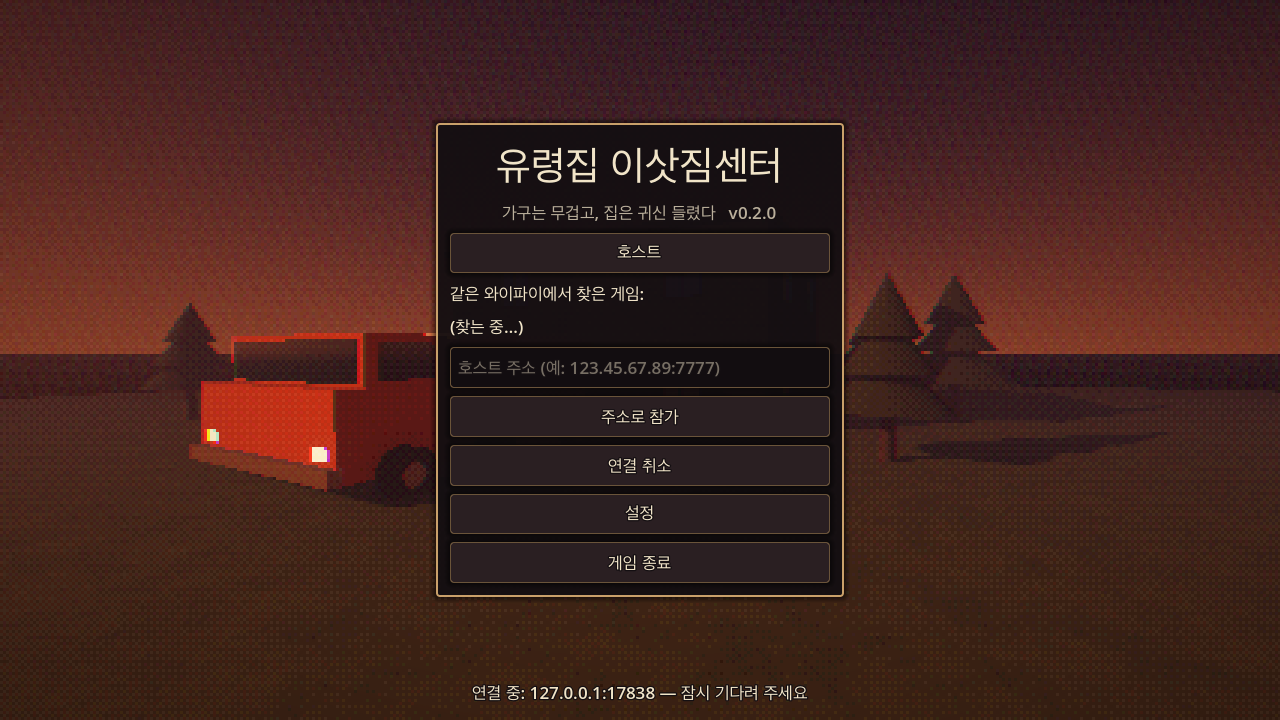 유령집 이삿짐센터
가구는 무겁고, 집은 귀신 들렸다 v0.2.0
호스트
같은 와이파이에서 찾은 게임:
(찾는 중...)
호스트 주소 (예: 123.45.67.89:7777)
주소로 참가
연결 취소
설정
게임 종료
연결 중: 127.0.0.1:17838 — 잠시 기다려 주세요